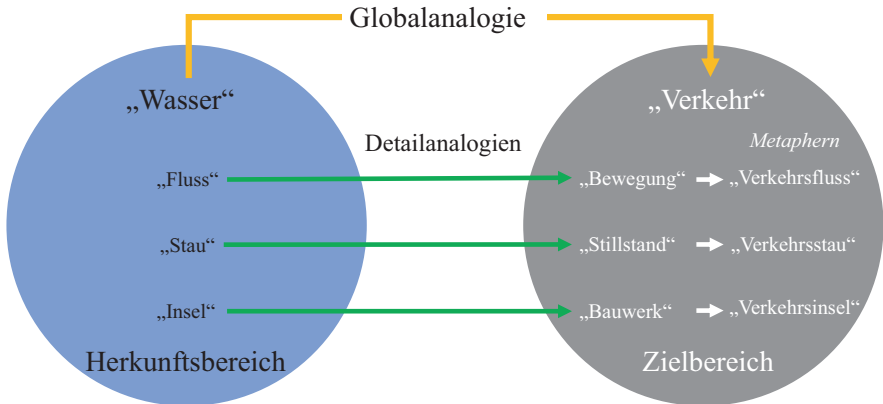 Globalanalogie
„Wasser“
„Verkehr“
Detailanalogien
Metaphern
„Fluss“ „Bewegung“ „Verkehrsfluss“
„Stau“ „Stillstand“ „Verkehrsstau“
„Insel“ „Bauwerk“ „Verkehrsinsel“
Herkunftsbereich
Zielbereich